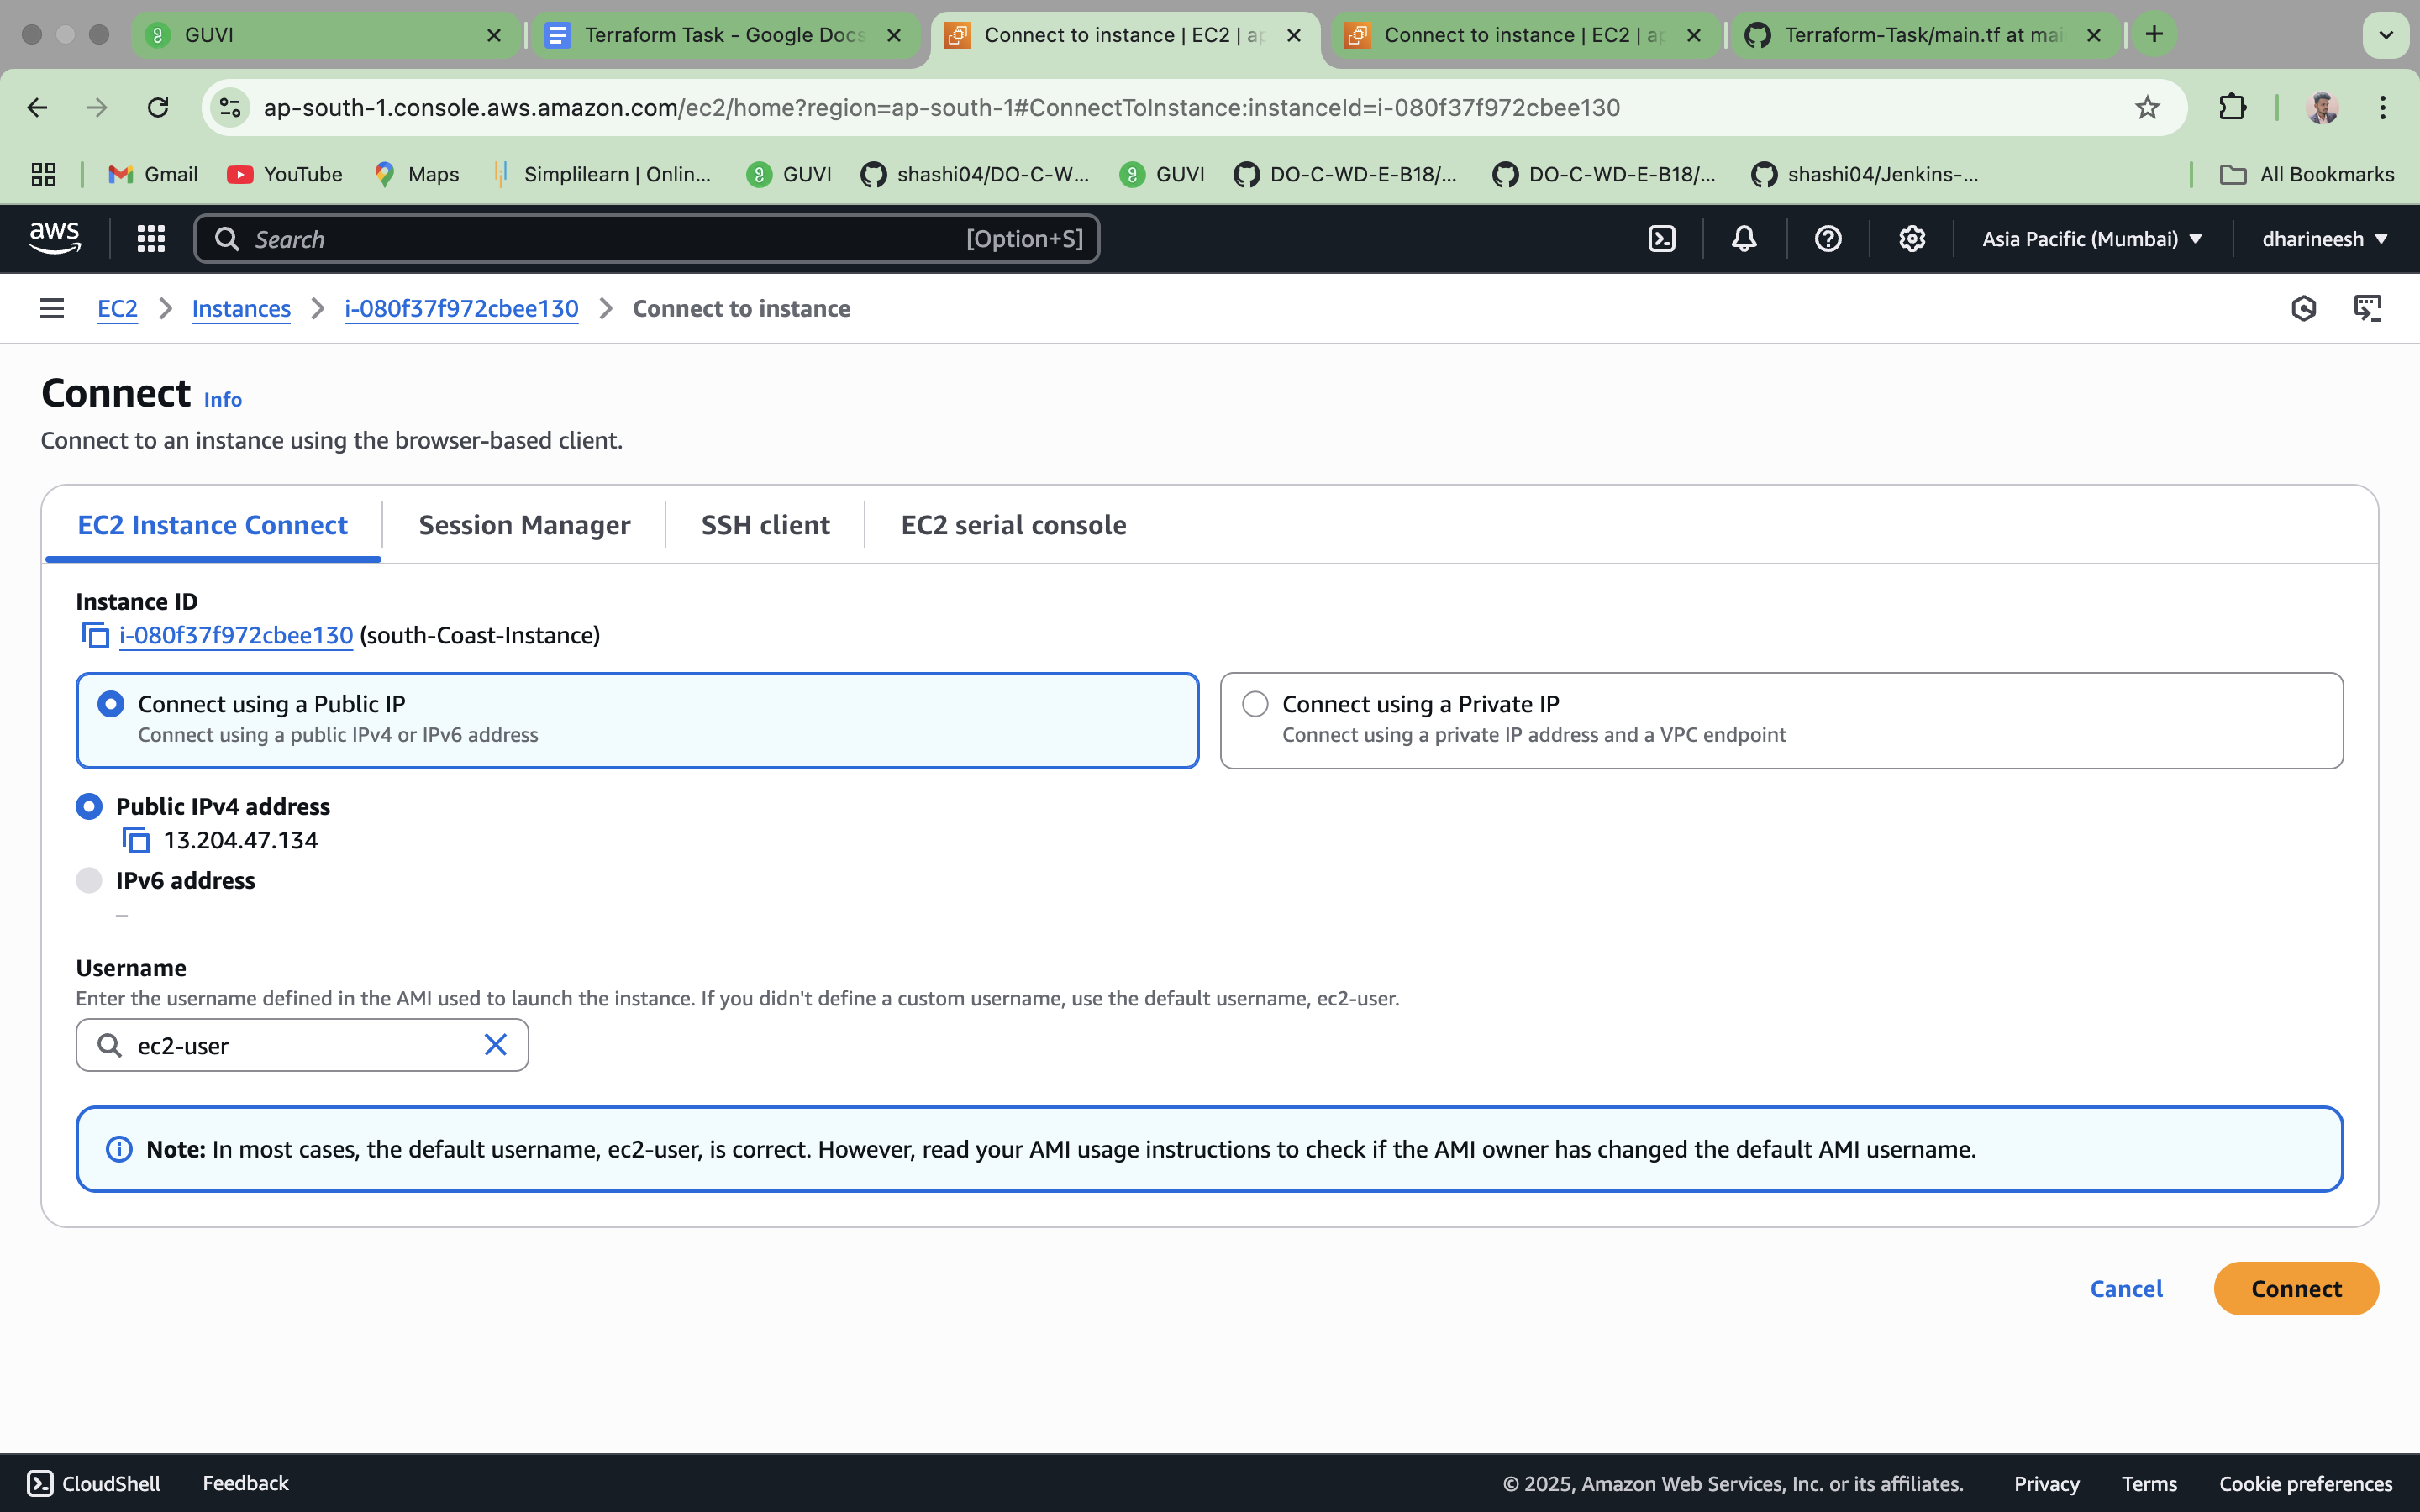 GUVI
Terraform Task - Google Docs
Connect to instance | EC2 | ap
Connect to instance | EC2 | ap
Terraform-Task/main.tf at mai
ap-south-1.console.aws.amazon.com/ec2/home?region=ap-south-1#ConnectToInstance:instanceId=i-080f37f972cbee130
Gmail YouTube Maps Simplilearn | Onlin... GUVI shashi04/DO-C-W... GUVI DO-C-WD-E-B18/... DO-C-WD-E-B18/... shashi04/Jenkins-... All Bookmarks
aws Search [Option+S] Asia Pacific (Mumbai) dharineesh
EC2 Instances i-080f37f972cbee130 Connect to instance
Connect Info
Connect to an instance using the browser-based client.
EC2 Instance Connect Session Manager SSH client EC2 serial console
Instance ID
i-080f37f972cbee130 (south-Coast-Instance)
Connect using a Public IP
Connect using a public IPv4 or IPv6 address
Connect using a Private IP
Connect using a private IP address and a VPC endpoint
Public IPv4 address
13.204.47.134
IPv6 address
–
Username
Enter the username defined in the AMI used to launch the instance. If you didn't define a custom username, use the default username, ec2-user.
ec2-user
Note: In most cases, the default username, ec2-user, is correct. However, read your AMI usage instructions to check if the AMI owner has changed the default AMI username.
Cancel Connect
CloudShell Feedback © 2025, Amazon Web Services, Inc. or its affiliates. Privacy Terms Cookie preferences